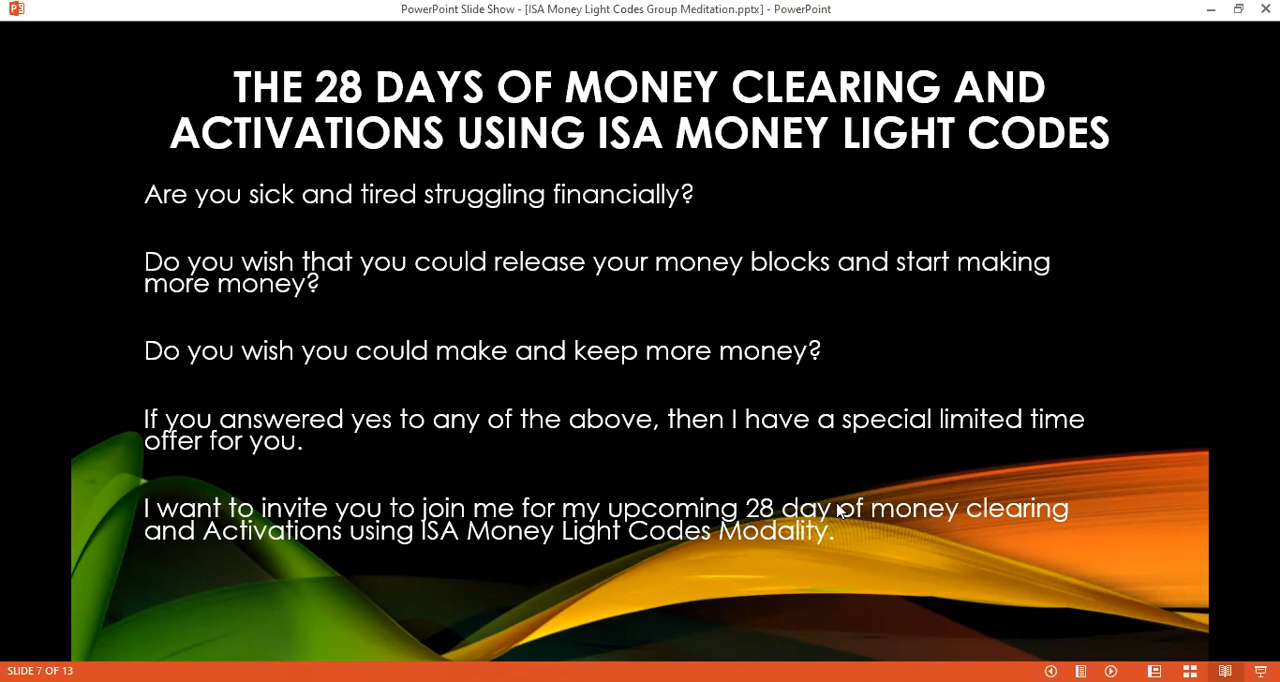 PowerPoint Slide Show - [ISA Money Light Codes Group Meditation.pptx] - PowerPoint
THE 28 DAYS OF MONEY CLEARING AND
ACTIVATIONS USING ISA MONEY LIGHT CODES
Are you sick and tired struggling financially?
Do you wish that you could release your money blocks and start making
more money?
Do you wish you could make and keep more money?
If you answered yes to any of the above, then I have a special limited time
offer for you.
I want to invite you to join me for my upcoming 28 day of money clearing
and Activations using ISA Money Light Codes Modality.
SLIDE 7 OF 13